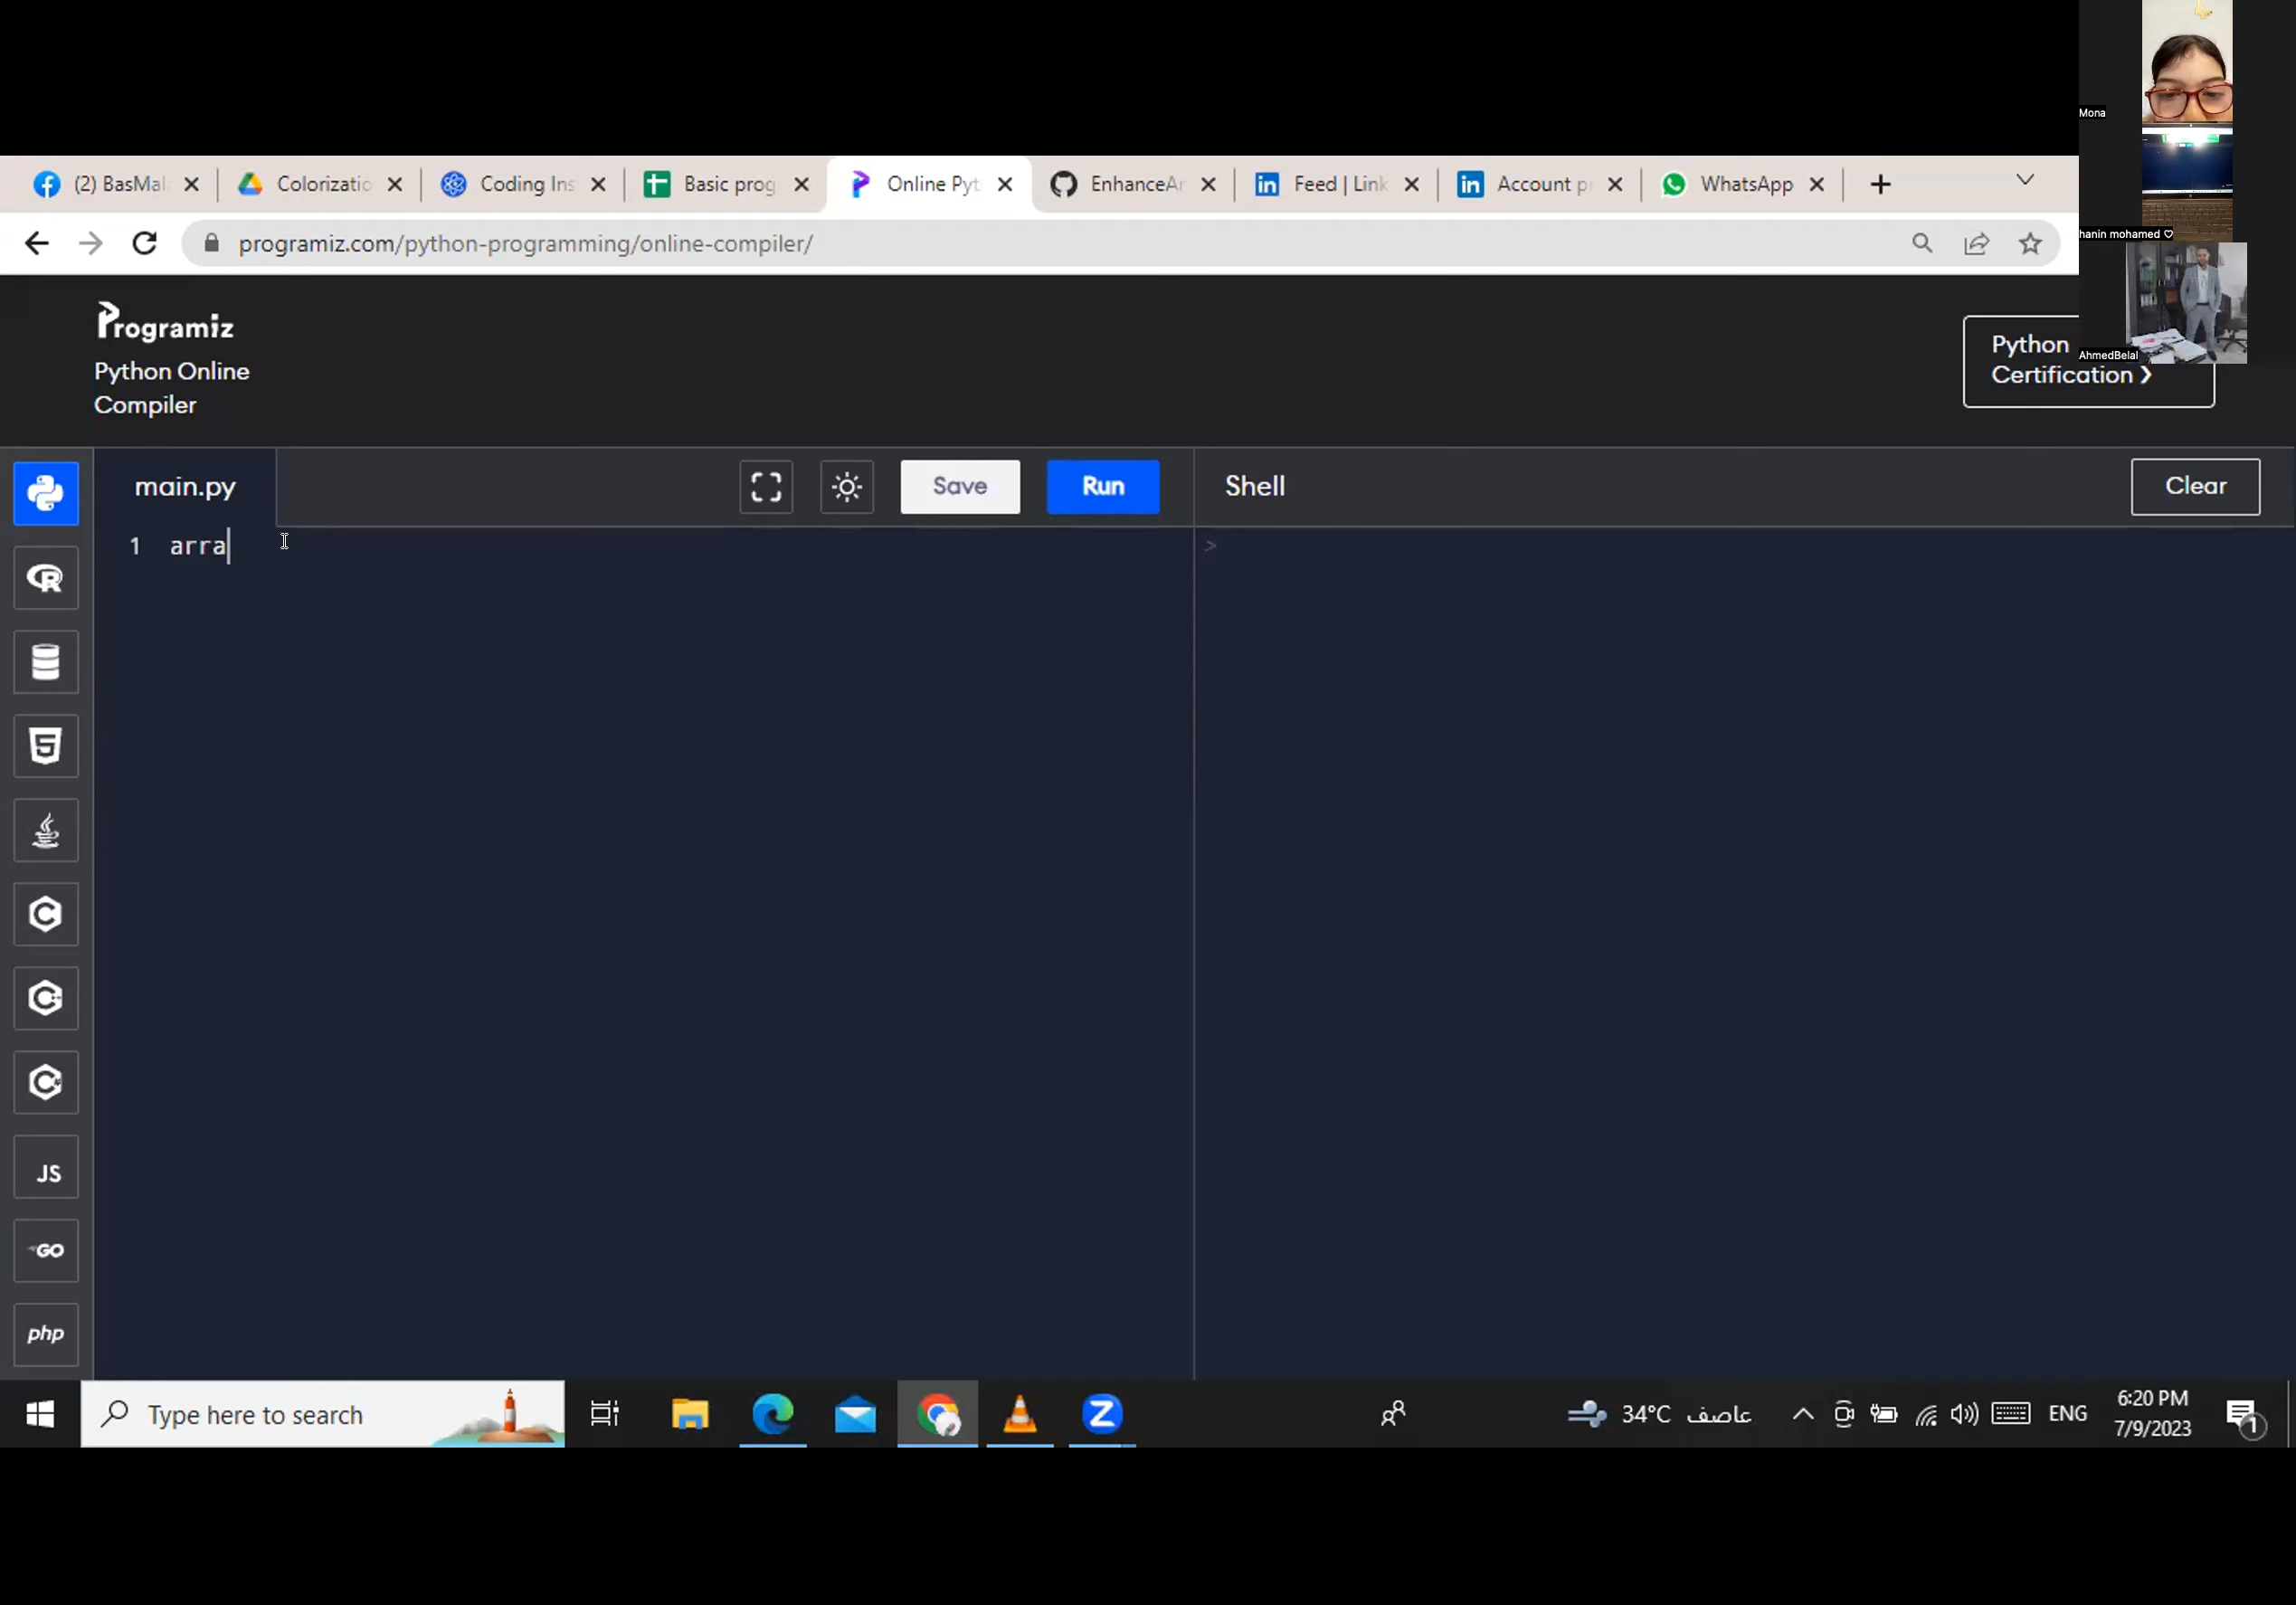 Mona
(2) BasMal
Colorizatio
Coding Ins
Basic prog
Online Pyt
EnhanceAr
Feed | Link
Account p
WhatsApp
hanin mohamed ♡
programiz.com/python-programming/online-compiler/
Programiz
Python Online
Compiler
AhmedBelal
Python
Certification >
main.py
Save
Run
Shell
Clear
1 arra
>
R
5
C
C
C
JS
GO
php
Type here to search
34°C عاصف
ENG
6:20 PM
7/9/2023
1